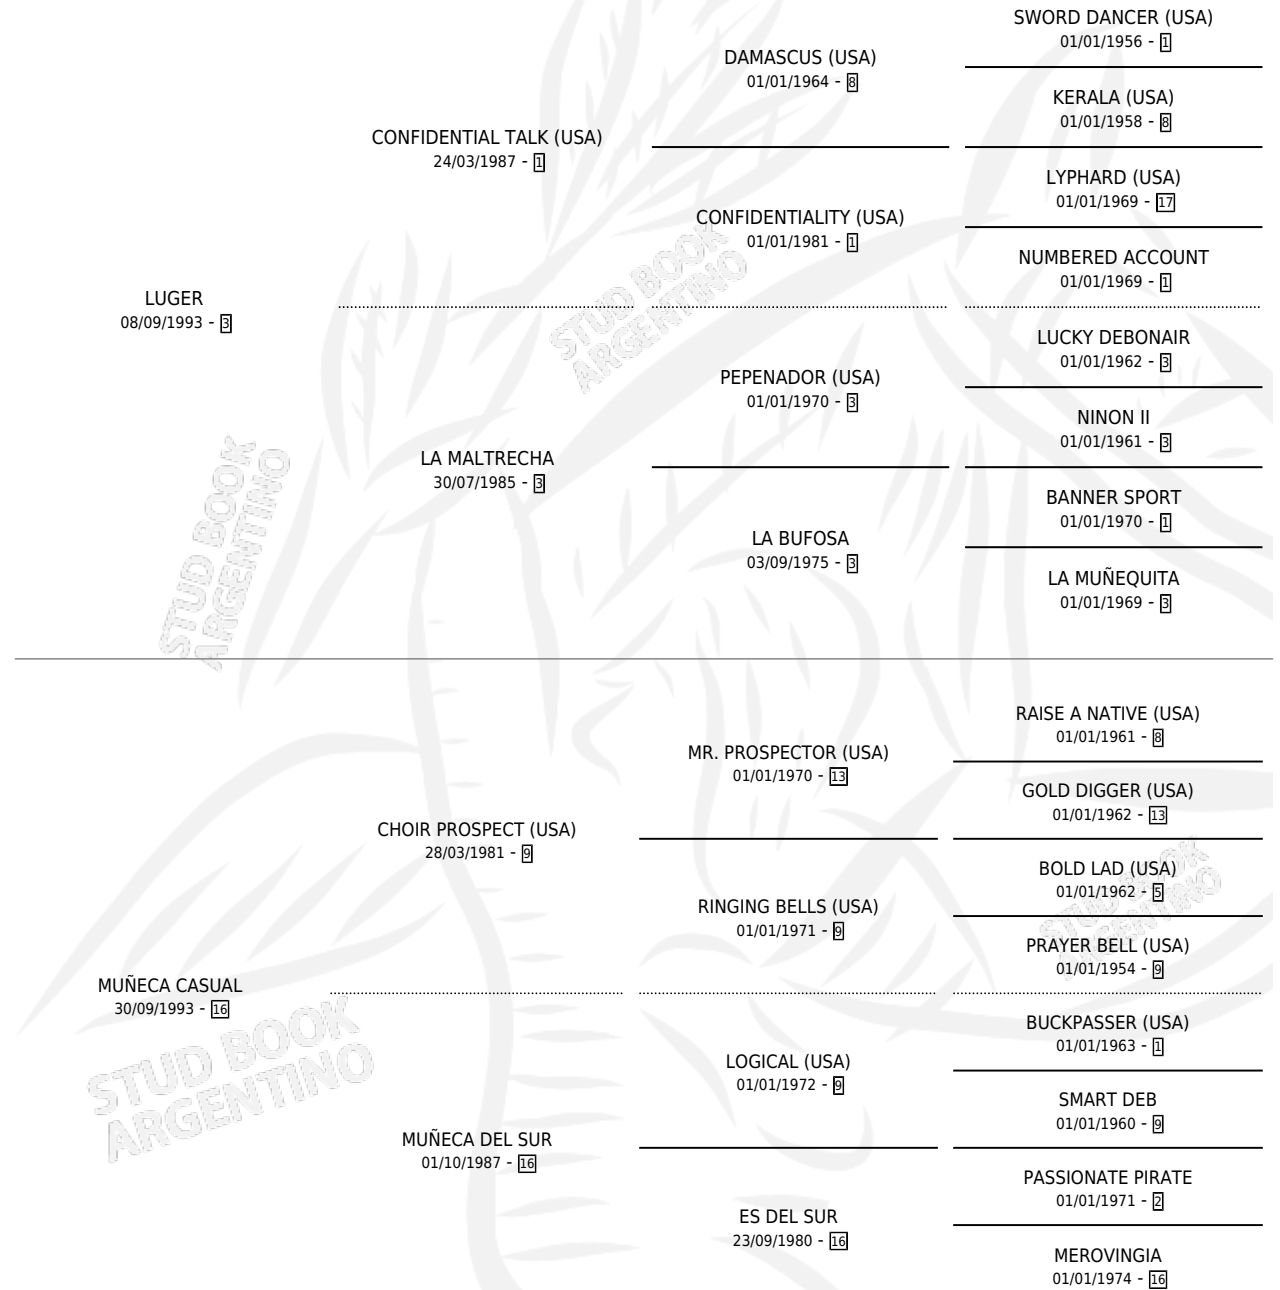 SWORD DANCER (USA)
01/01/1956 - 1
DAMASCUS (USA)
01/01/1964 - 8
KERALA (USA)
01/01/1958 - 8
CONFIDENTIAL TALK (USA)
24/03/1987 - 1
LYPHARD (USA)
01/01/1969 - 17
CONFIDENTIALITY (USA)
01/01/1981 - 1
NUMBERED ACCOUNT
01/01/1969 - 1
LUGER
08/09/1993 - 3
LUCKY DEBONAIR
01/01/1962 - 3
PEPENADOR (USA)
01/01/1970 - 3
NINON II
01/01/1961 - 3
LA MALTRECHA
30/07/1985 - 3
BANNER SPORT
01/01/1970 - 1
LA BUFOSA
03/09/1975 - 3
LA MUÑEQUITA
01/01/1969 - 3
RAISE A NATIVE (USA)
01/01/1961 - 8
MR. PROSPECTOR (USA)
01/01/1970 - 13
GOLD DIGGER (USA)
01/01/1962 - 13
CHOIR PROSPECT (USA)
28/03/1981 - 9
BOLD LAD (USA)
01/01/1962 - 5
RINGING BELLS (USA)
01/01/1971 - 9
PRAYER BELL (USA)
01/01/1954 - 9
MUÑECA CASUAL
30/09/1993 - 16
BUCKPASSER (USA)
01/01/1963 - 1
LOGICAL (USA)
01/01/1972 - 9
SMART DEB
01/01/1960 - 9
MUÑECA DEL SUR
01/10/1987 - 16
PASSIONATE PIRATE
01/01/1971 - 2
ES DEL SUR
23/09/1980 - 16
MEROVINGIA
01/01/1974 - 16
STUD BOOK
ARGENTINO
STUD BOOK
ARGENTINO
STUD BOOK
ARGENTINO
STUD BOOK
ARGENTINO